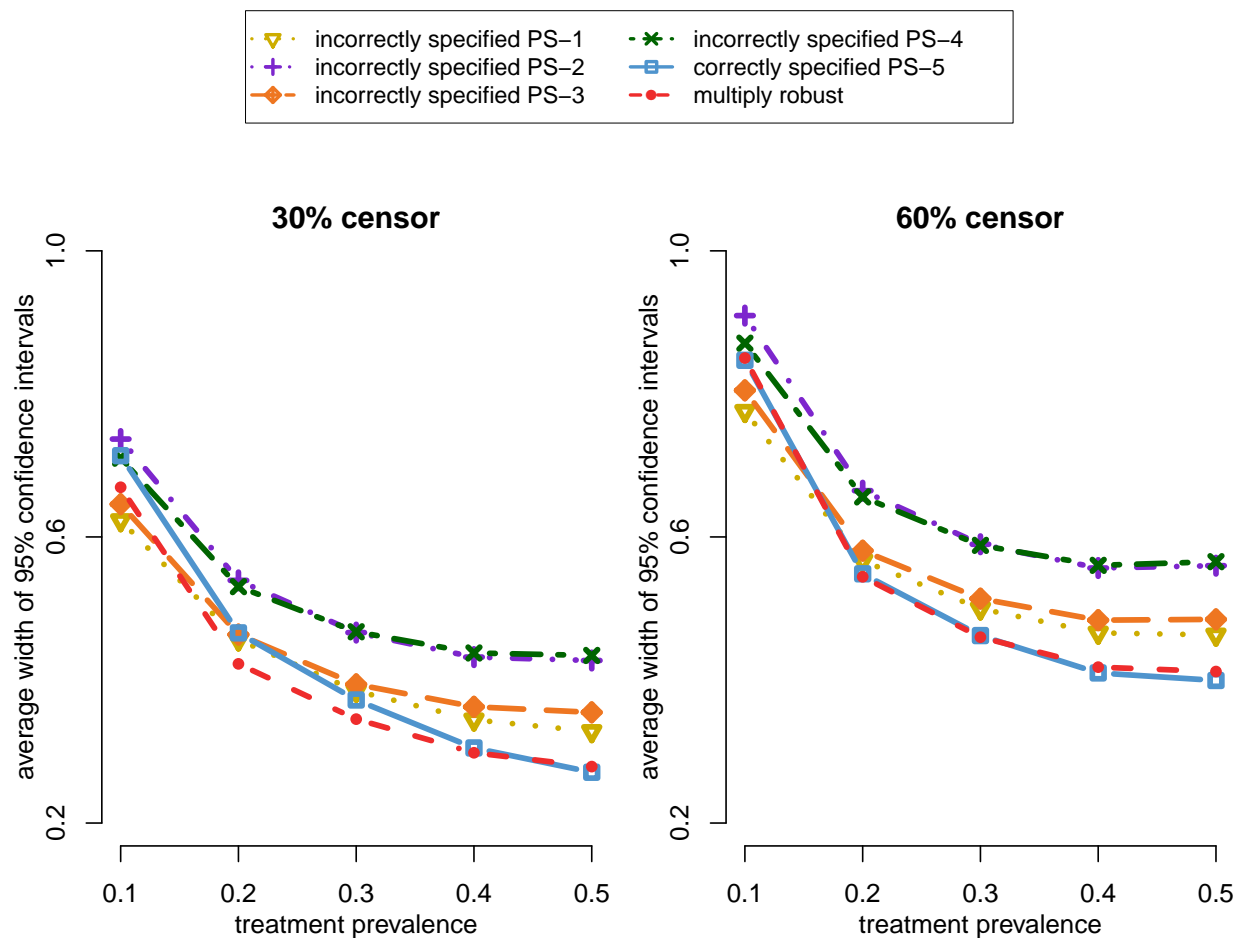 incorrectly specified PS−1
incorrectly specified PS−2
incorrectly specified PS−3
incorrectly specified PS−4
correctly specified PS−5
multiply robust
30% censor
average width of 95% confidence intervals
1.0
0.6
0.2
0.1 0.2 0.3 0.4 0.5
treatment prevalence
60% censor
average width of 95% confidence intervals
1.0
0.6
0.2
0.1 0.2 0.3 0.4 0.5
treatment prevalence